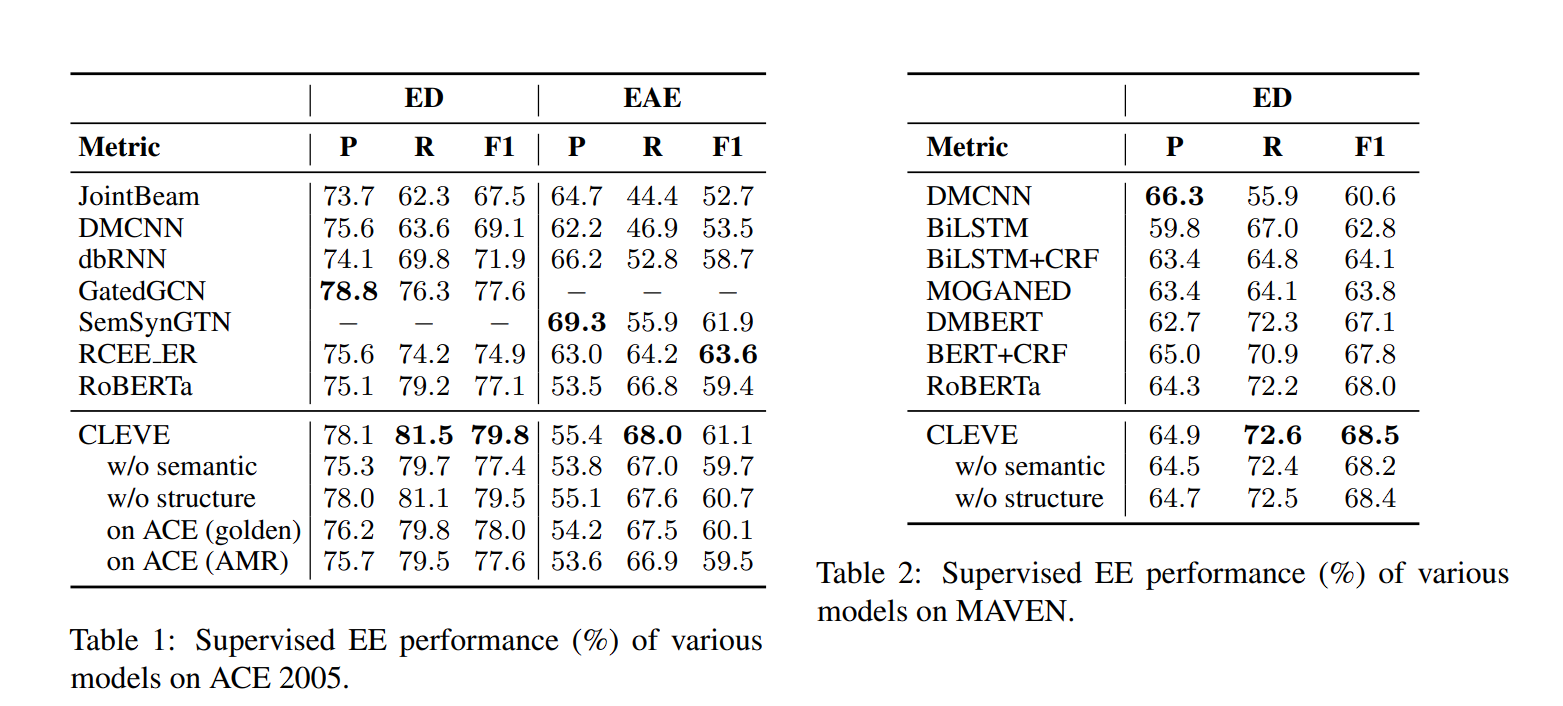 ED EAE
Metric P R F1 P R F1
JointBeam 73.7 62.3 67.5 64.7 44.4 52.7
DMCNN 75.6 63.6 69.1 62.2 46.9 53.5
dbRNN 74.1 69.8 71.9 66.2 52.8 58.7
GatedGCN 78.8 76.3 77.6 – – –
SemSynGTN – – – 69.3 55.9 61.9
RCEE_ER 75.6 74.2 74.9 63.0 64.2 63.6
RoBERTa 75.1 79.2 77.1 53.5 66.8 59.4
CLEVE 78.1 81.5 79.8 55.4 68.0 61.1
w/o semantic 75.3 79.7 77.4 53.8 67.0 59.7
w/o structure 78.0 81.1 79.5 55.1 67.6 60.7
on ACE (golden) 76.2 79.8 78.0 54.2 67.5 60.1
on ACE (AMR) 75.7 79.5 77.6 53.6 66.9 59.5
Table 1: Supervised EE performance (%) of various
models on ACE 2005.
ED
Metric P R F1
DMCNN 66.3 55.9 60.6
BiLSTM 59.8 67.0 62.8
BiLSTM+CRF 63.4 64.8 64.1
MOGANED 63.4 64.1 63.8
DMBERT 62.7 72.3 67.1
BERT+CRF 65.0 70.9 67.8
RoBERTa 64.3 72.2 68.0
CLEVE 64.9 72.6 68.5
w/o semantic 64.5 72.4 68.2
w/o structure 64.7 72.5 68.4
Table 2: Supervised EE performance (%) of various
models on MAVEN.